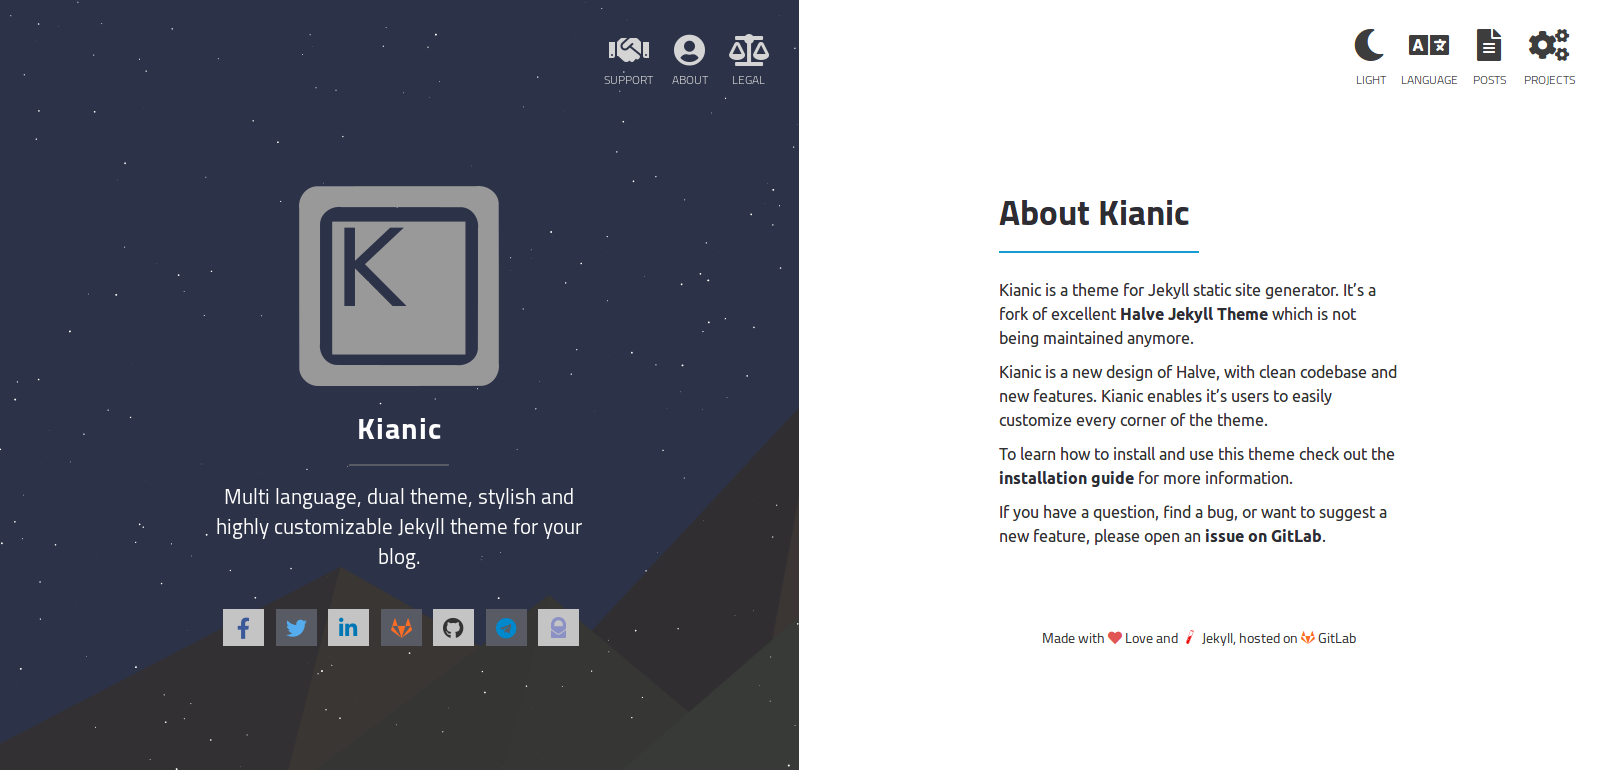 SUPPORT ABOUT LEGAL
K
Kianic
Multi language, dual theme, stylish and
highly customizable Jekyll theme for your
blog.
LIGHT LANGUAGE POSTS PROJECTS
About Kianic
Kianic is a theme for Jekyll static site generator. It’s a
fork of excellent Halve Jekyll Theme which is not
being maintained anymore.
Kianic is a new design of Halve, with clean codebase and
new features. Kianic enables it’s users to easily
customize every corner of the theme.
To learn how to install and use this theme check out the
installation guide for more information.
If you have a question, find a bug, or want to suggest a
new feature, please open an issue on GitLab.
Made with Love and Jekyll, hosted on GitLab